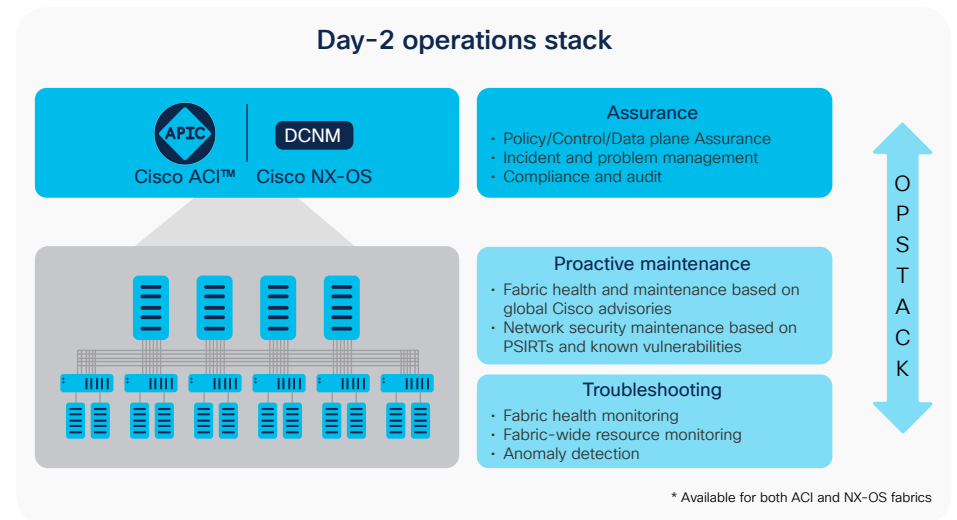 Day-2 operations stack
APIC
DCNM
Cisco ACI™
Cisco NX-OS
Assurance
• Policy/Control/Data plane Assurance
• Incident and problem management
• Compliance and audit
Proactive maintenance
• Fabric health and maintenance based on
global Cisco advisories
• Network security maintenance based on
PSIRTs and known vulnerabilities
Troubleshooting
• Fabric health monitoring
• Fabric-wide resource monitoring
• Anomaly detection
O
P
S
T
A
C
K
* Available for both ACI and NX-OS fabrics